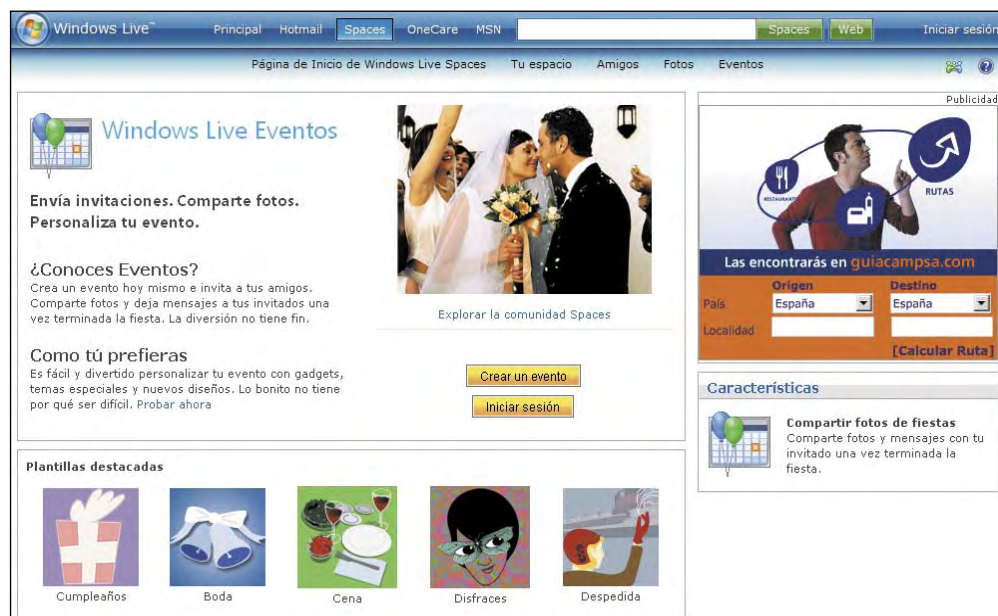 Windows Live™
Principal Hotmail Spaces OneCare MSN
Spaces Web
Iniciar sesión
Página de Inicio de Windows Live Spaces Tu espacio Amigos Fotos Eventos
Windows Live Eventos
Envía invitaciones. Comparte fotos.
Personaliza tu evento.
¿Conoces Eventos?
Crea un evento hoy mismo e invita a tus amigos.
Comparte fotos y deja mensajes a tus invitados una
vez terminada la fiesta. La diversión no tiene fin.
Como tú prefieras
Es fácil y divertido personalizar tu evento con gadgets,
temas especiales y nuevos diseños. Lo bonito no tiene
por qué ser difícil. Probar ahora
Explorar la comunidad Spaces
Crear un evento
Iniciar sesión
Publicidad
RESTAURANTES
RUTAS
Las encontrarás en guiacampsa.com
Origen Destino
País España España
Localidad
[Calcular Ruta]
Características
Compartir fotos de fiestas
Comparte fotos y mensajes con tu
invitado una vez terminada la
fiesta.
Plantillas destacadas
Cumpleaños Boda Cena Disfraces Despedida